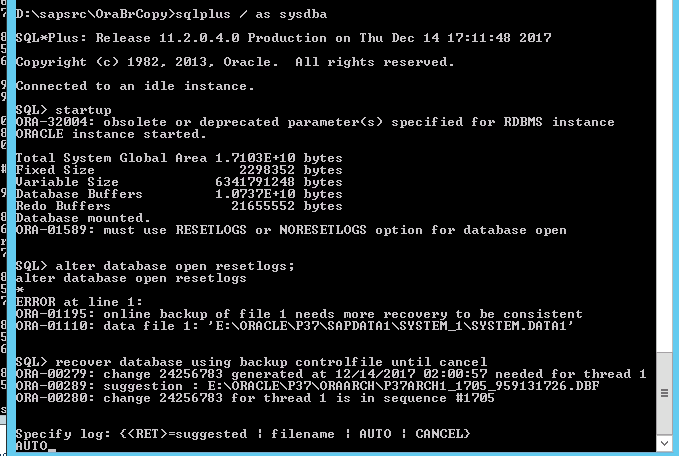 D:\sapsrc\OraBrCopy>sqlplus / as sysdba
SQL*Plus: Release 11.2.0.4.0 Production on Thu Dec 14 17:11:48 2017
Copyright (c) 1982, 2013, Oracle.  All rights reserved.
Connected to an idle instance.
SQL> startup
ORA-32004: obsolete or deprecated parameter(s) specified for RDBMS instance
ORACLE instance started.
Total System Global Area 1.7103E+10 bytes
Fixed Size                  2298352 bytes
Variable Size            6341791248 bytes
Database Buffers         1.0737E+10 bytes
Redo Buffers               21655552 bytes
Database mounted.
ORA-01589: must use RESETLOGS or NORESETLOGS option for database open
SQL> alter database open resetlogs;
alter database open resetlogs
*
ERROR at line 1:
ORA-01195: online backup of file 1 needs more recovery to be consistent
ORA-01110: data file 1: 'E:\ORACLE\P37\SAPDATA1\SYSTEM_1\SYSTEM.DATA1'
SQL> recover database using backup controlfile until cancel
ORA-00279: change 24256783 generated at 12/14/2017 02:00:57 needed for thread 1
ORA-00289: suggestion : E:\ORACLE\P37\ORAARCH\P37ARCH1_1705_959131726.DBF
ORA-00280: change 24256783 for thread 1 is in sequence #1705
Specify log: {<RET>=suggested | filename | AUTO | CANCEL}
AUTO_